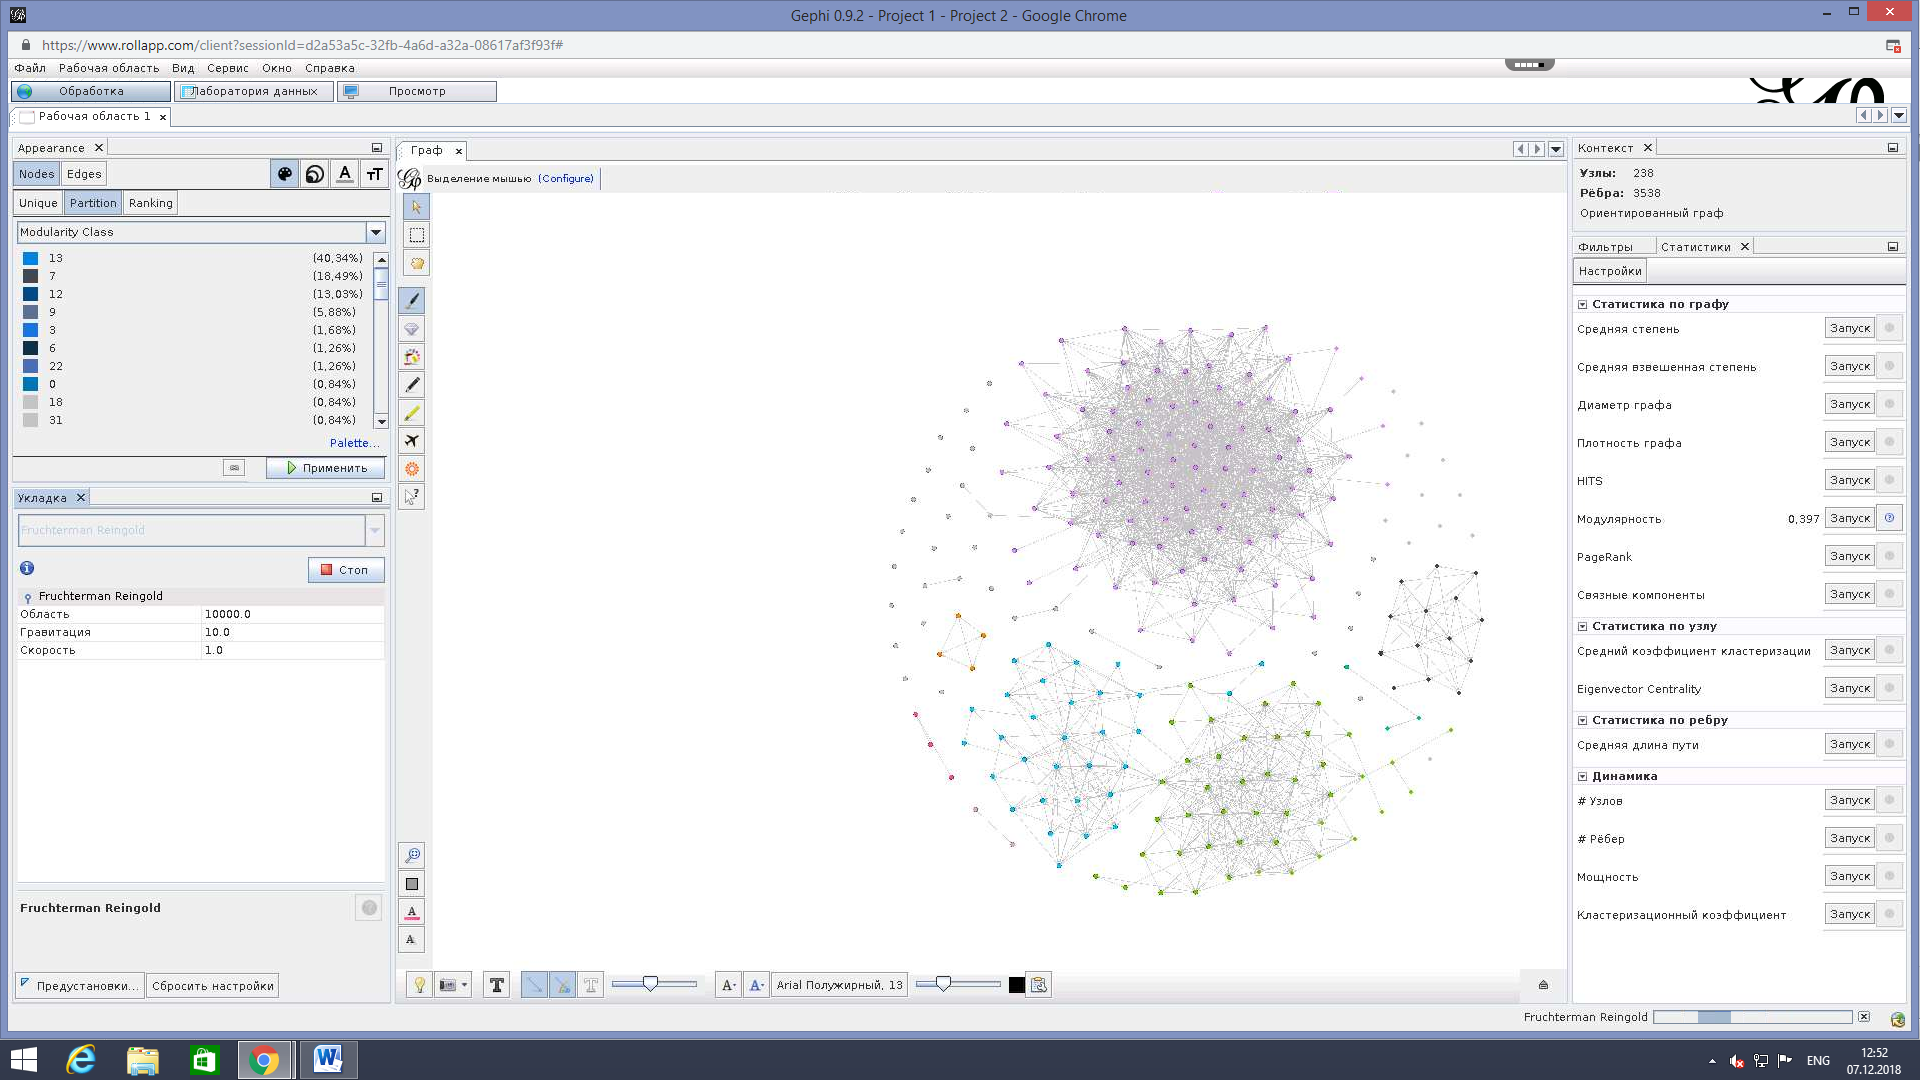 Gephi 0.9.2 - Project 1 - Project 2 - Google Chrome
https://www.rollapp.com/client?sessionId=d2a53a5c-32fb-4a6d-a32a-08617af3f93f#
Файл Рабочая область Вид Сервис Окно Справка
Обработка Лаборатория данных Просмотр
Рабочая область 1
Appearance
Nodes Edges
Unique Partition Ranking
Modularity Class
13 (40,34%)
7 (18,49%)
12 (13,03%)
9 (5,88%)
3 (1,68%)
6 (1,26%)
22 (1,26%)
0 (0,84%)
18 (0,84%)
31 (0,84%)
Palette...
Применить
Укладка
Fruchterman Reingold
Стоп
Fruchterman Reingold
Область 10000.0
Гравитация 10.0
Скорость 1.0
Fruchterman Reingold
Предустановки... Сбросить настройки
Граф
Выделение мышью (Configure)
Arial Полужирный, 13
Контекст
Узлы: 238
Рёбра: 3538
Ориентированный граф
Фильтры Статистики
Настройки
Статистика по графу
Средняя степень Запуск
Средняя взвешенная степень Запуск
Диаметр графа Запуск
Плотность графа Запуск
HITS Запуск
Модулярность 0,397 Запуск
PageRank Запуск
Связные компоненты Запуск
Статистика по узлу
Средний коэффициент кластеризации Запуск
Eigenvector Centrality Запуск
Статистика по ребру
Средняя длина пути Запуск
Динамика
# Узлов Запуск
# Рёбер Запуск
Мощность Запуск
Кластеризационный коэффициент Запуск
Fruchterman Reingold
ENG
12:52
07.12.2018